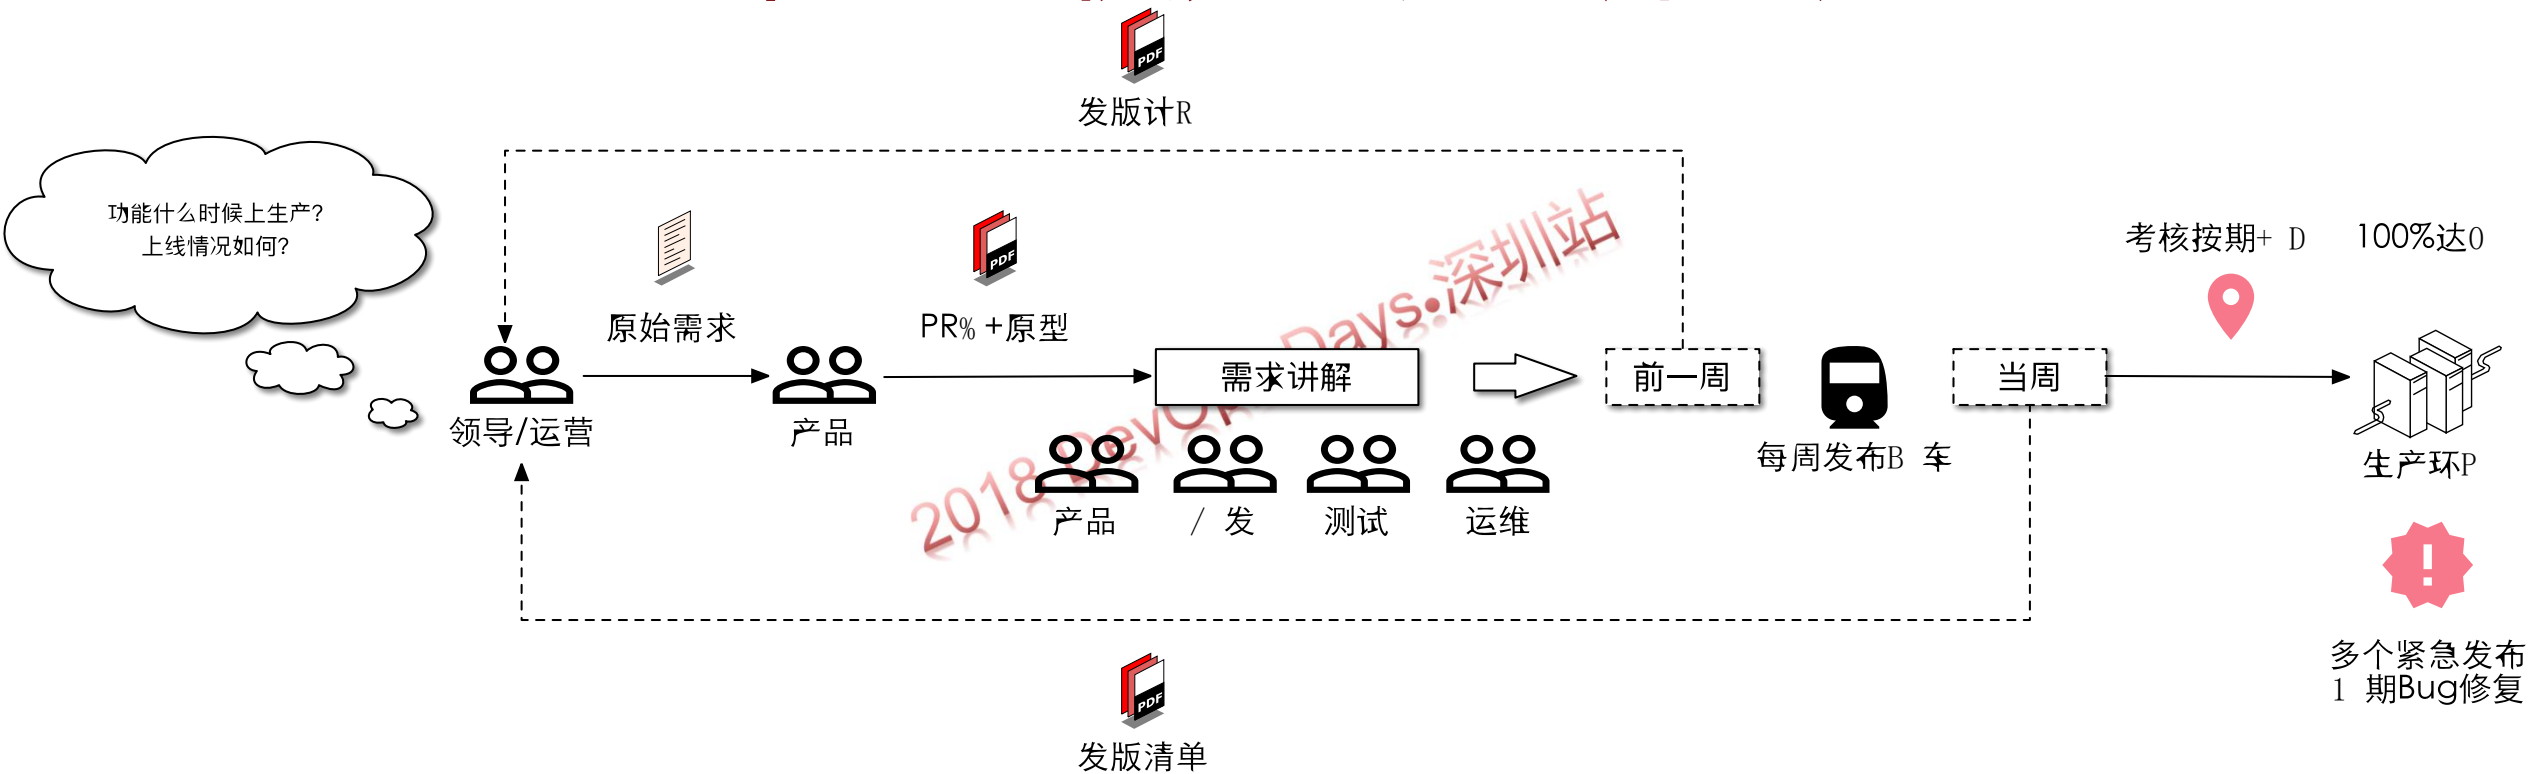 PDF
发版计R
功能什么时候上生产?
上线情况如何?
考核按期+ D 100%达0
原始需求
PDF
PR% +原型
需求讲解
前一周
当周
领导/运营
产品
每周发布B 车
生产环P
产品
/ 发
测试
运维
2018 DevOps Days·深圳站
多个紧急发布
1 期Bug修复
PDF
发版清单